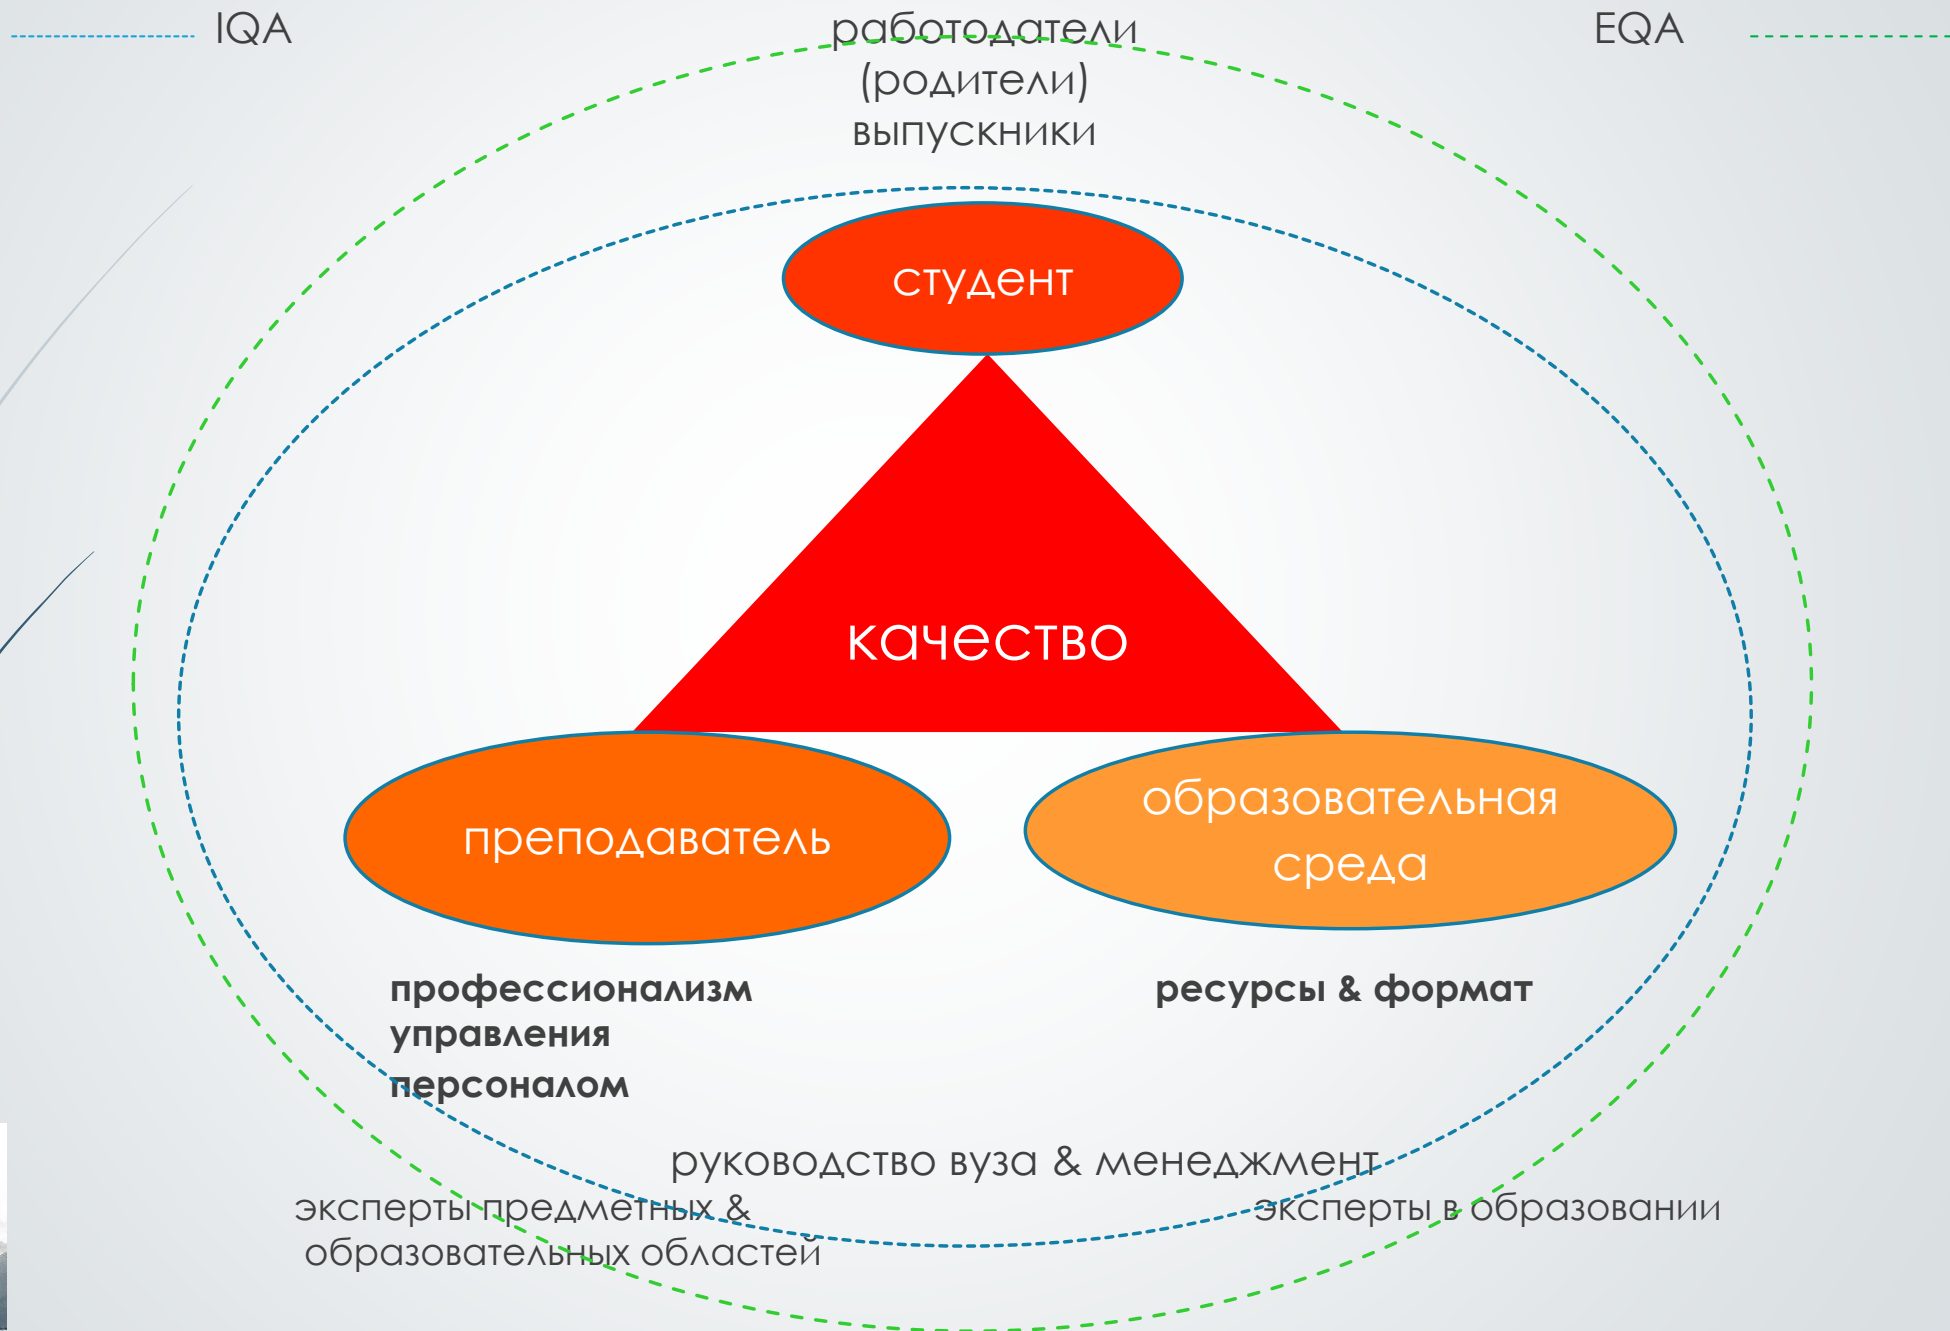 IQA
работодатели
EQA
(родители)
выпускники
студент
качество
преподаватель
образовательная
среда
профессионализм
управления
персоналом
ресурсы & формат
руководство вуза & менеджмент
эксперты предметных &
образовательных областей
эксперты в образовании